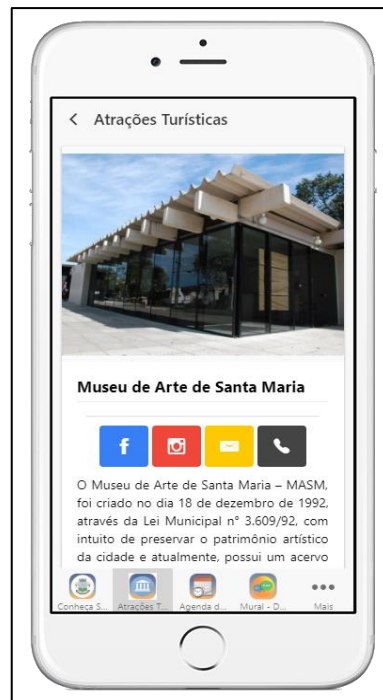 Atrações Turísticas
Museu de Arte de Santa Maria
f
O Museu de Arte de Santa Maria – MASM,
foi criado no dia 18 de dezembro de 1992,
através da Lei Municipal nº 3.609/92, com
intuito de preservar o patrimônio artístico
da cidade e atualmente, possui um acervo
Conheça S... Atrações T... Agenda d... Mural - D... Mais